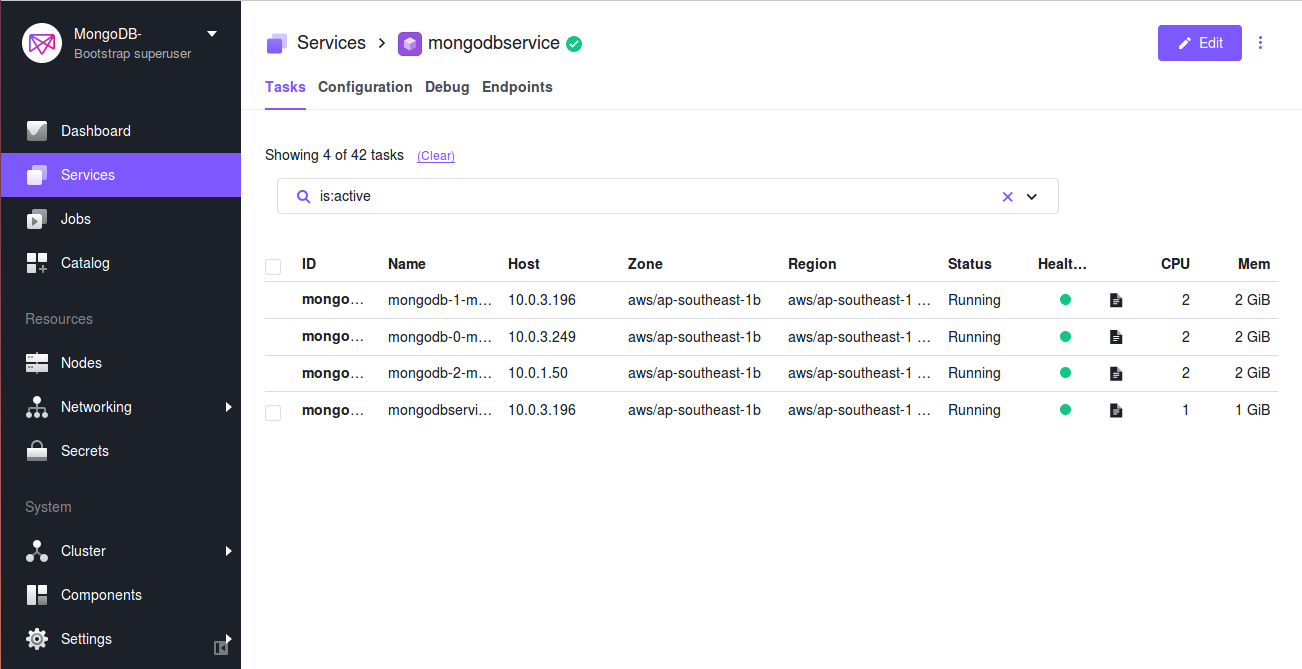 MongoDB-
Bootstrap superuser
Dashboard
Services
Jobs
Catalog
Resources
Nodes
Networking
Secrets
System
Cluster
Components
Settings
Services mongodbservice
Edit
Tasks Configuration Debug Endpoints
Showing 4 of 42 tasks (Clear)
is:active
ID Name Host Zone Region Status Healt... CPU Mem
mongo... mongodb-1-m... 10.0.3.196 aws/ap-southeast-1b aws/ap-southeast-1 ... Running 2 2 GiB
mongo... mongodb-0-m... 10.0.3.249 aws/ap-southeast-1b aws/ap-southeast-1 ... Running 2 2 GiB
mongo... mongodb-2-m... 10.0.1.50 aws/ap-southeast-1b aws/ap-southeast-1 ... Running 2 2 GiB
mongo... mongodbservi... 10.0.3.196 aws/ap-southeast-1b aws/ap-southeast-1 ... Running 1 1 GiB